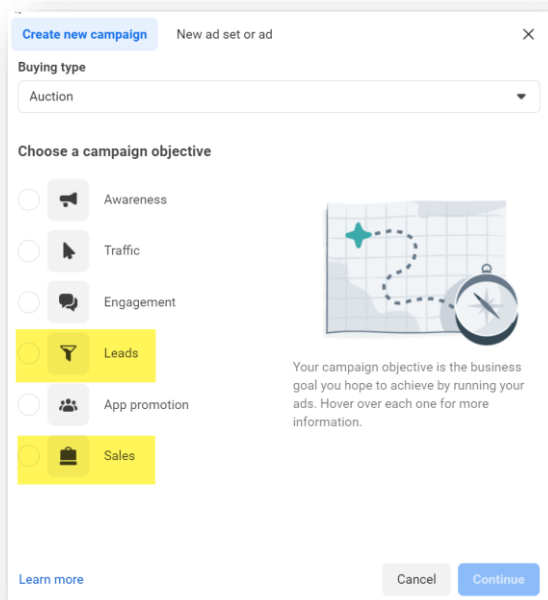 Create new campaign
New ad set or ad
Buying type
Auction
Choose a campaign objective
Awareness
Traffic
Engagement
Leads
App promotion
Sales
Your campaign objective is the business
goal you hope to achieve by running your
ads. Hover over each one for more
information.
Learn more
Cancel
Continue